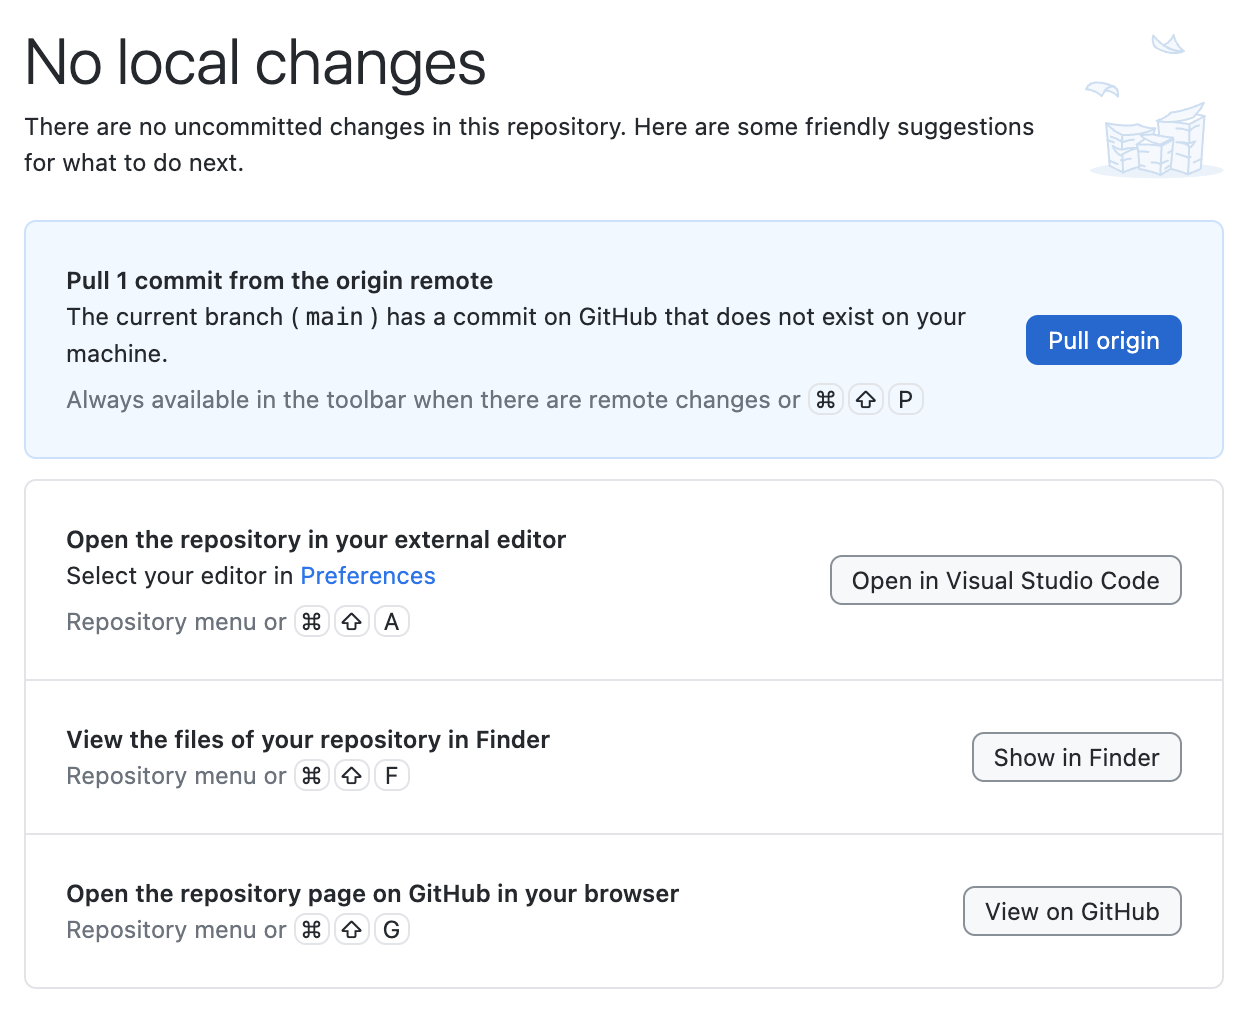 No local changes
There are no uncommitted changes in this repository. Here are some friendly suggestions
for what to do next.
Pull 1 commit from the origin remote
The current branch ( main ) has a commit on GitHub that does not exist on your
machine.
Pull origin
Always available in the toolbar when there are remote changes or ⌘ ⇧ P
Open the repository in your external editor
Select your editor in Preferences
Open in Visual Studio Code
Repository menu or ⌘ ⇧ A
View the files of your repository in Finder
Show in Finder
Repository menu or ⌘ ⇧ F
Open the repository page on GitHub in your browser
View on GitHub
Repository menu or ⌘ ⇧ G